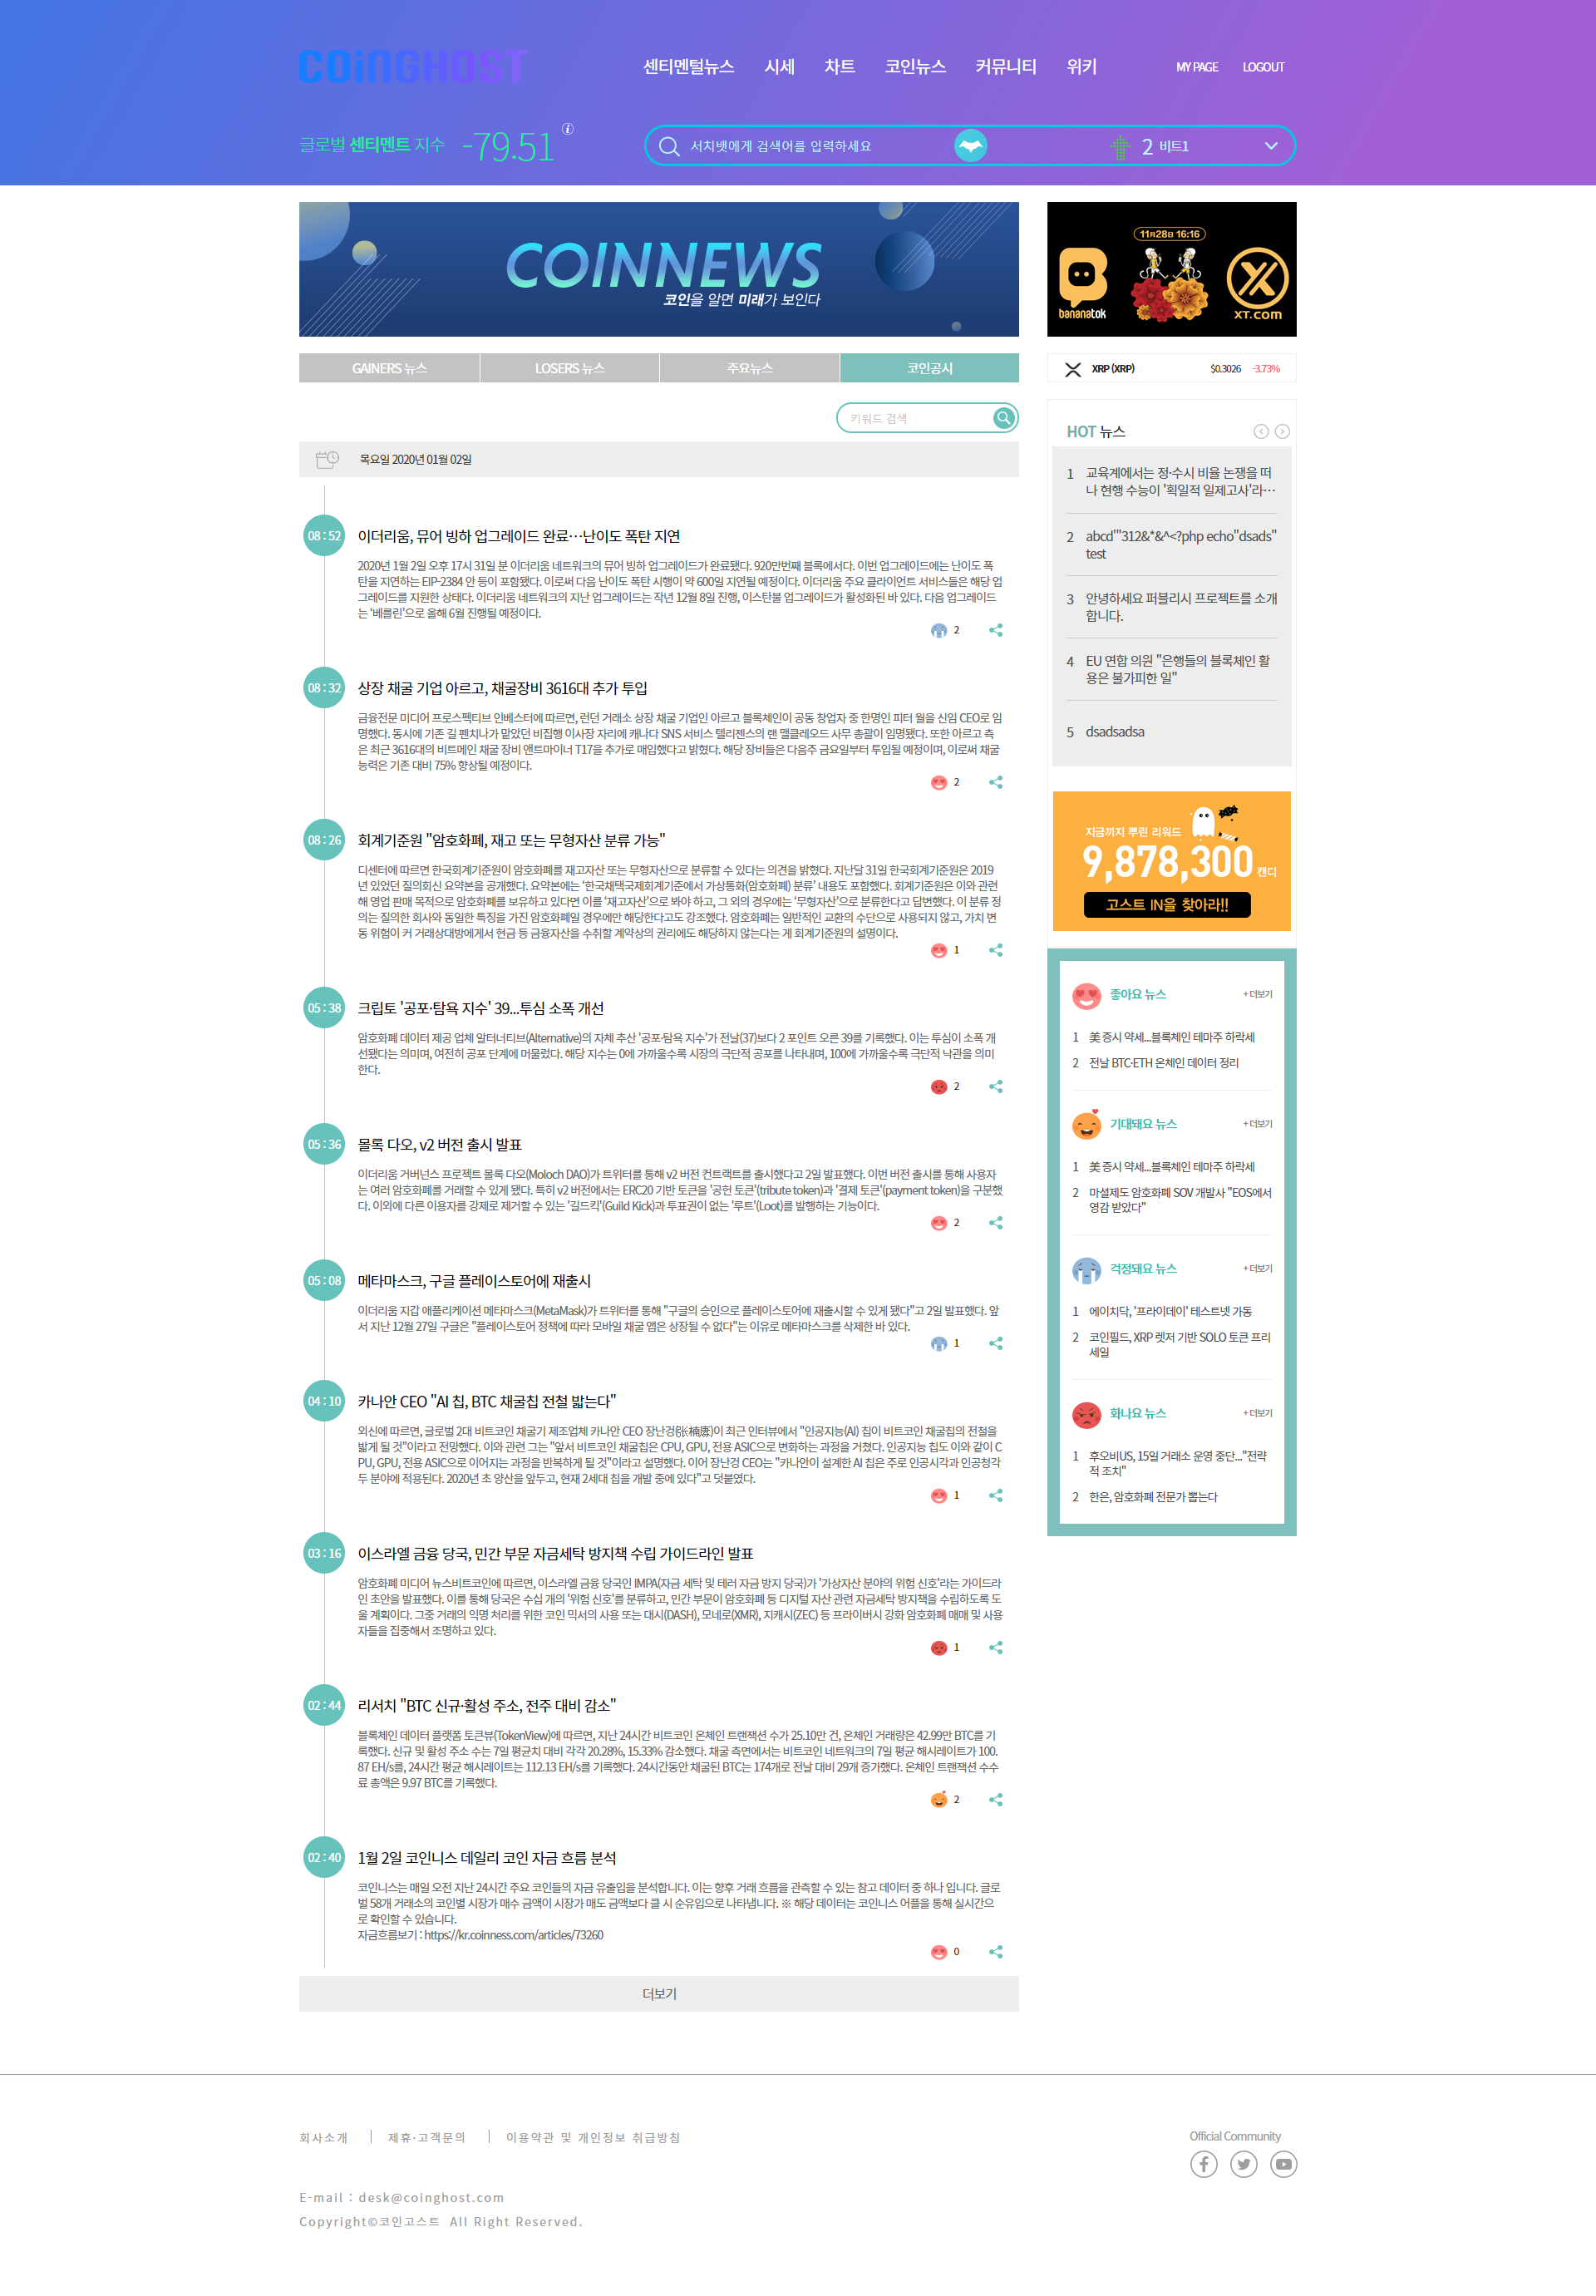 COiNGHOST
센티멘털뉴스 시세 차트 코인뉴스 커뮤니티 위키
MY PAGE LOGOUT
글로벌 센티멘트 지수 -79.51
서치뱃에게 검색어를 입력하세요
2 비트1
COINNEWS
코인을 알면 미래가 보인다
11月28日 16:16
bananatok
XT.com
GAINERS 뉴스 LOSERS 뉴스 주요뉴스 코인공시
XRP (XRP) $0.3026 -3.73%
키워드 검색
목요일 2020년 01월 02일
08 : 52
이더리움, 뮤어 빙하 업그레이드 완료…난이도 폭탄 지연
2020년 1월 2일 오후 17시 31일 분 이더리움 네트워크의 뮤어 빙하 업그레이드가 완료됐다. 920만번째 블록에서다. 이번 업그레이드에는 난이도 폭
탄을 지연하는 EIP-2384 안 등이 포함됐다. 이로써 다음 난이도 폭탄 시행이 약 600일 지연될 예정이다. 이더리움 주요 클라이언트 서비스들은 해당 업
그레이드를 지원한 상태다. 이더리움 네트워크의 지난 업그레이드는 작년 12월 8일 진행, 이스탄불 업그레이드가 활성화된 바 있다. 다음 업그레이드
는 ‘베를린’으로 올해 6월 진행될 예정이다.
2
08 : 32
상장 채굴 기업 아르고, 채굴장비 3616대 추가 투입
금융전문 미디어 프로스펙티브 인베스터에 따르면, 런던 거래소 상장 채굴 기업인 아르고 블록체인이 공동 창업자 중 한명인 피터 월을 신임 CEO로 임
명했다. 동시에 기존 길 펜치나가 맡았던 비집행 이사장 자리에 캐나다 SNS 서비스 텔리젠스의 랜 맬클레오드 사무 총괄이 임명됐다. 또한 아르고 측
은 최근 3616대의 비트메인 채굴 장비 앤트마이너 T17을 추가로 매입했다고 밝혔다. 해당 장비들은 다음주 금요일부터 투입될 예정이며, 이로써 채굴
능력은 기존 대비 75% 향상될 예정이다.
2
08 : 26
회계기준원 "암호화폐, 재고 또는 무형자산 분류 가능"
디센터에 따르면 한국회계기준원이 암호화폐를 재고자산 또는 무형자산으로 분류할 수 있다는 의견을 밝혔다. 지난달 31일 한국회계기준원은 2019
년 있었던 질의회신 요약본을 공개했다. 요약본에는 ‘한국채택국제회계기준에서 가상통화(암호화폐) 분류’ 내용도 포함했다. 회계기준원은 이와 관련
해 영업 판매 목적으로 암호화폐를 보유하고 있다면 이를 ‘재고자산’으로 봐야 하고, 그 외의 경우에는 ‘무형자산’으로 분류한다고 답변했다. 이 분류 정
의는 질의한 회사와 동일한 특징을 가진 암호화폐일 경우에만 해당한다고도 강조했다. 암호화폐는 일반적인 교환의 수단으로 사용되지 않고, 가치 변
동 위험이 커 거래상대방에게서 현금 등 금융자산을 수취할 계약상의 권리에도 해당하지 않는다는 게 회계기준원의 설명이다.
1
05 : 38
크립토 '공포·탐욕 지수' 39...투심 소폭 개선
암호화폐 데이터 제공 업체 알터너티브(Alternative)의 자체 추산 '공포·탐욕 지수'가 전날(37)보다 2 포인트 오른 39를 기록했다. 이는 투심이 소폭 개
선됐다는 의미며, 여전히 공포 단계에 머물렀다. 해당 지수는 0에 가까울수록 시장의 극단적 공포를 나타내며, 100에 가까울수록 극단적 낙관을 의미
한다.
2
05 : 36
몰록 다오, v2 버전 출시 발표
이더리움 거버넌스 프로젝트 몰록 다오(Moloch DAO)가 트위터를 통해 v2 버전 컨트랙트를 출시했다고 2일 발표했다. 이번 버전 출시를 통해 사용자
는 여러 암호화폐를 거래할 수 있게 됐다. 특히 v2 버전에서는 ERC20 기반 토큰을 '공헌 토큰'(tribute token)과 '결제 토큰'(payment token)을 구분했
다. 이외에 다른 이용자를 강제로 제거할 수 있는 '길드킥'(Guild Kick)과 투표권이 없는 '루트'(Loot)를 발행하는 기능이다.
2
05 : 08
메타마스크, 구글 플레이스토어에 재출시
이더리움 지갑 애플리케이션 메타마스크(MetaMask)가 트위터를 통해 "구글의 승인으로 플레이스토어에 재출시할 수 있게 됐다"고 2일 발표했다. 앞
서 지난 12월 27일 구글은 "플레이스토어 정책에 따라 모바일 채굴 앱은 상장될 수 없다"는 이유로 메타마스크를 삭제한 바 있다.
1
04 : 10
카나안 CEO "AI 칩, BTC 채굴칩 전철 밟는다"
외신에 따르면, 글로벌 2대 비트코인 채굴기 제조업체 카나안 CEO 장난겅(张楠赓)이 최근 인터뷰에서 "인공지능(AI) 칩이 비트코인 채굴칩의 전철을
밟게 될 것"이라고 전망했다. 이와 관련 그는 "앞서 비트코인 채굴칩은 CPU, GPU, 전용 ASIC으로 변화하는 과정을 거쳤다. 인공지능 칩도 이와 같이 C
PU, GPU, 전용 ASIC으로 이어지는 과정을 반복하게 될 것"이라고 설명했다. 이어 장난겅 CEO는 "카나안이 설계한 AI 칩은 주로 인공시각과 인공청각
두 분야에 적용된다. 2020년 초 양산을 앞두고, 현재 2세대 칩을 개발 중에 있다"고 덧붙였다.
1
03 : 16
이스라엘 금융 당국, 민간 부문 자금세탁 방지책 수립 가이드라인 발표
암호화폐 미디어 뉴스비트코인에 따르면, 이스라엘 금융 당국인 IMPA(자금 세탁 및 테러 자금 방지 당국)가 '가상자산 분야의 위험 신호'라는 가이드라
인 초안을 발표했다. 이를 통해 당국은 수십 개의 '위험 신호'를 분류하고, 민간 부문이 암호화폐 등 디지털 자산 관련 자금세탁 방지책을 수립하도록 도
울 계획이다. 그중 거래의 익명 처리를 위한 코인 믹서의 사용 또는 대시(DASH), 모네로(XMR), 지캐시(ZEC) 등 프라이버시 강화 암호화폐 매매 및 사용
자들을 집중해서 조명하고 있다.
1
02 : 44
리서치 "BTC 신규·활성 주소, 전주 대비 감소"
블록체인 데이터 플랫폼 토큰뷰(TokenView)에 따르면, 지난 24시간 비트코인 온체인 트랜잭션 수가 25.10만 건, 온체인 거래량은 42.99만 BTC를 기
록했다. 신규 및 활성 주소 수는 7일 평균치 대비 각각 20.28%, 15.33% 감소했다. 채굴 측면에서는 비트코인 네트워크의 7일 평균 해시레이트가 100.
87 EH/s를, 24시간 평균 해시레이트는 112.13 EH/s를 기록했다. 24시간동안 채굴된 BTC는 174개로 전날 대비 29개 증가했다. 온체인 트랜잭션 수수
료 총액은 9.97 BTC를 기록했다.
2
02 : 40
1월 2일 코인니스 데일리 코인 자금 흐름 분석
코인니스는 매일 오전 지난 24시간 주요 코인들의 자금 유출입을 분석합니다. 이는 향후 거래 흐름을 관측할 수 있는 참고 데이터 중 하나 입니다. 글로
벌 58개 거래소의 코인별 시장가 매수 금액이 시장가 매도 금액보다 클 시 순유입으로 나타냅니다. ※ 해당 데이터는 코인니스 어플을 통해 실시간으
로 확인할 수 있습니다.
자금흐름보기 : https://kr.coinness.com/articles/73260
0
더보기
HOT 뉴스
1 교육계에서는 정·수시 비율 논쟁을 떠
나 현행 수능이 '획일적 일제고사'라…
2 abcd'"312&*&^<?php echo"dsads"
test
3 안녕하세요 퍼블리시 프로젝트를 소개
합니다.
4 EU 연합 의원 "은행들의 블록체인 활
용은 불가피한 일"
5 dsadsadsa
지금까지 뿌린 리워드
9,878,300 캔디
고스트 IN을 찾아라!!
좋아요 뉴스 + 더보기
1 美 증시 약세...블록체인 테마주 하락세
2 전날 BTC·ETH 온체인 데이터 정리
기대돼요 뉴스 + 더보기
1 美 증시 약세...블록체인 테마주 하락세
2 마셜제도 암호화폐 SOV 개발사 "EOS에서
영감 받았다"
걱정돼요 뉴스 + 더보기
1 에이치닥, '프라이데이' 테스트넷 가동
2 코인필드, XRP 렛저 기반 SOLO 토큰 프리
세일
화나요 뉴스 + 더보기
1 후오비US, 15일 거래소 운영 중단..."전략
적 조치"
2 한은, 암호화폐 전문가 뽑는다
회사소개 | 제휴·고객문의 | 이용약관 및 개인정보 취급방침
Official Community
E-mail : desk@coinghost.com
Copyright©코인고스트 All Right Reserved.